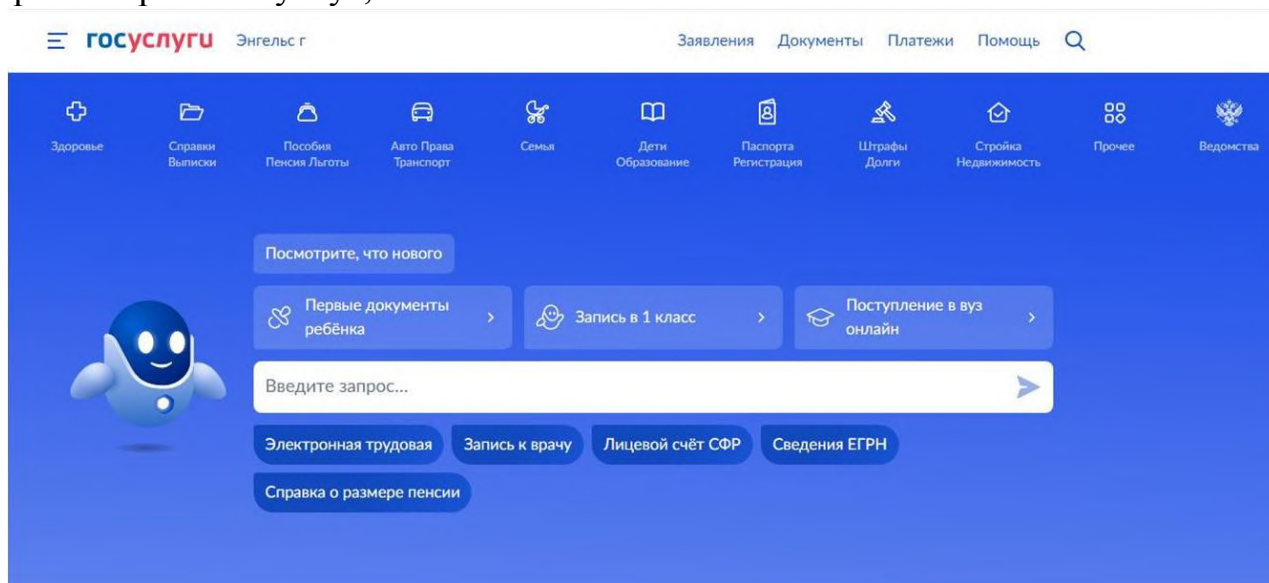 госуслуги Энгельс г Заявления Документы Платежи Помощь
Здоровье
Справки
Выписки
Пособия
Пенсия Льготы
Авто Права
Транспорт
Семья
Дети
Образование
Паспорта
Регистрация
Штрафы
Долги
Стройка
Недвижимость
Прочее
Ведомства
Посмотрите, что нового
Первые документы
ребёнка
Запись в 1 класс
Поступление в вуз
онлайн
Введите запрос...
Электронная трудовая
Запись к врачу
Лицевой счёт СФР
Сведения ЕГРН
Справка о размере пенсии